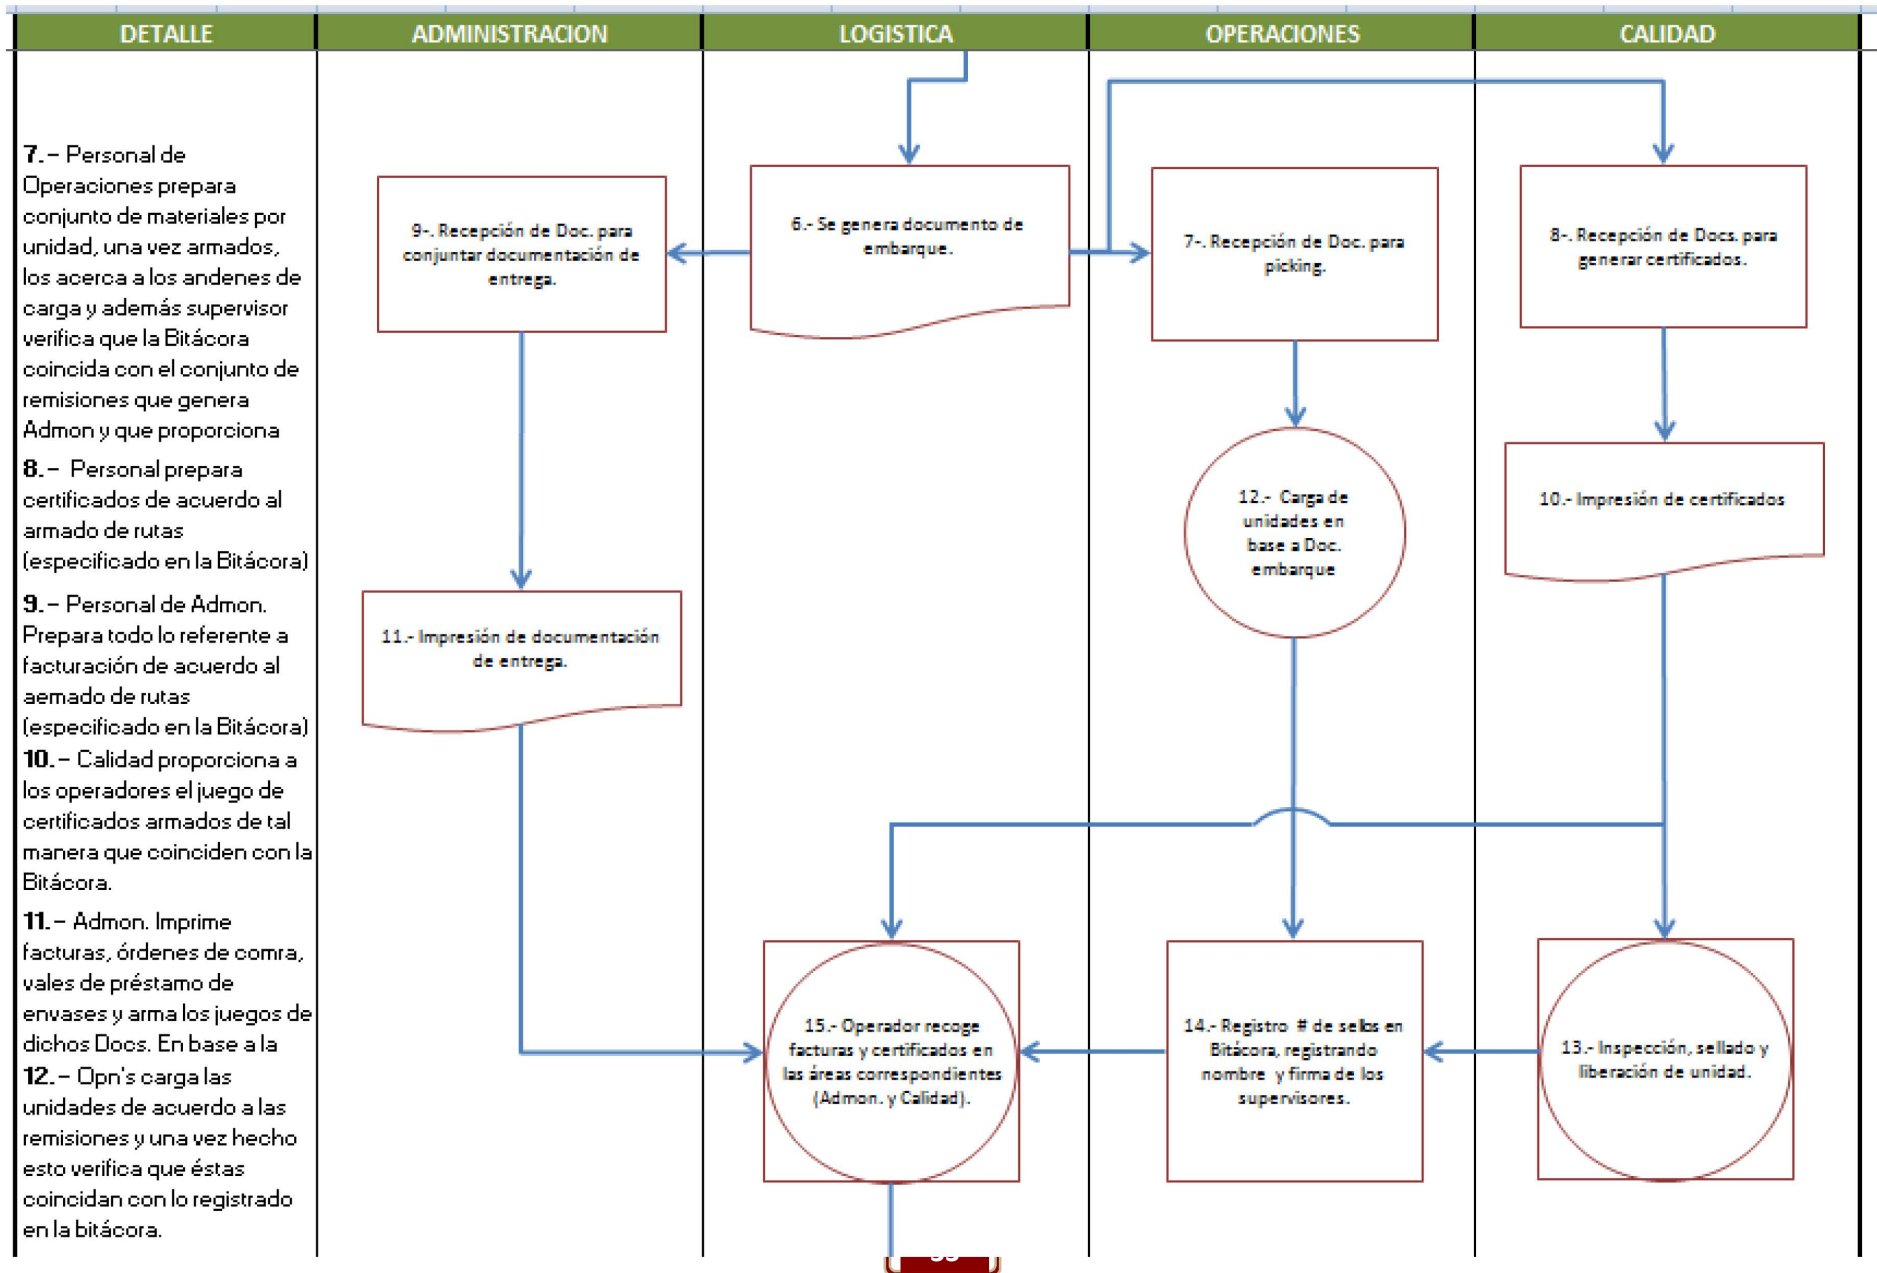 DETALLE
ADMINISTRACION
LOGISTICA
OPERACIONES
CALIDAD
7.- Personal de
Operaciones prepara
conjunto de materiales por
unidad, una vez armados,
los acerca a los andenes de
carga y además supervisor
verifica que la Bitácora
coincida con el conjunto de
remisiones que genera
Admon y que proporciona
8.- Personal prepara
certificados de acuerdo al
armado de rutas
(especificado en la Bitácora)
9.- Personal de Admon.
Prepara todo lo referente a
facturación de acuerdo al
aemado de rutas
(especificado en la Bitácora)
10.- Calidad proporciona a
los operadores el juego de
certificados armados de tal
manera que coinciden con la
Bitácora.
11.- Admon. Imprime
facturas, órdenes de comra,
vales de préstamo de
envases y arma los juegos de
dichos Docs. En base a la
12.- Opn's carga las
unidades de acuerdo a las
remisiones y una vez hecho
esto verifica que éstas
coincidan con lo registrado
en la bitácora.
9-. Recepción de Doc. para
conjuntar documentación de
entrega.
6.- Se genera documento de
embarque.
7-. Recepción de Doc. para
picking.
8-. Recepción de Docs. para
generar certificados.
12.- Carga de
unidades en
base a Doc.
embarque
10.- Impresión de certificados
11.- Impresión de documentación
de entrega.
15.- Operador recoge
facturas y certificados en
las áreas correspondientes
(Admon. y Calidad).
14.- Registro # de sellos en
Bitácora, registrando
nombre y firma de los
supervisores.
13.- Inspección, sellado y
liberación de unidad.